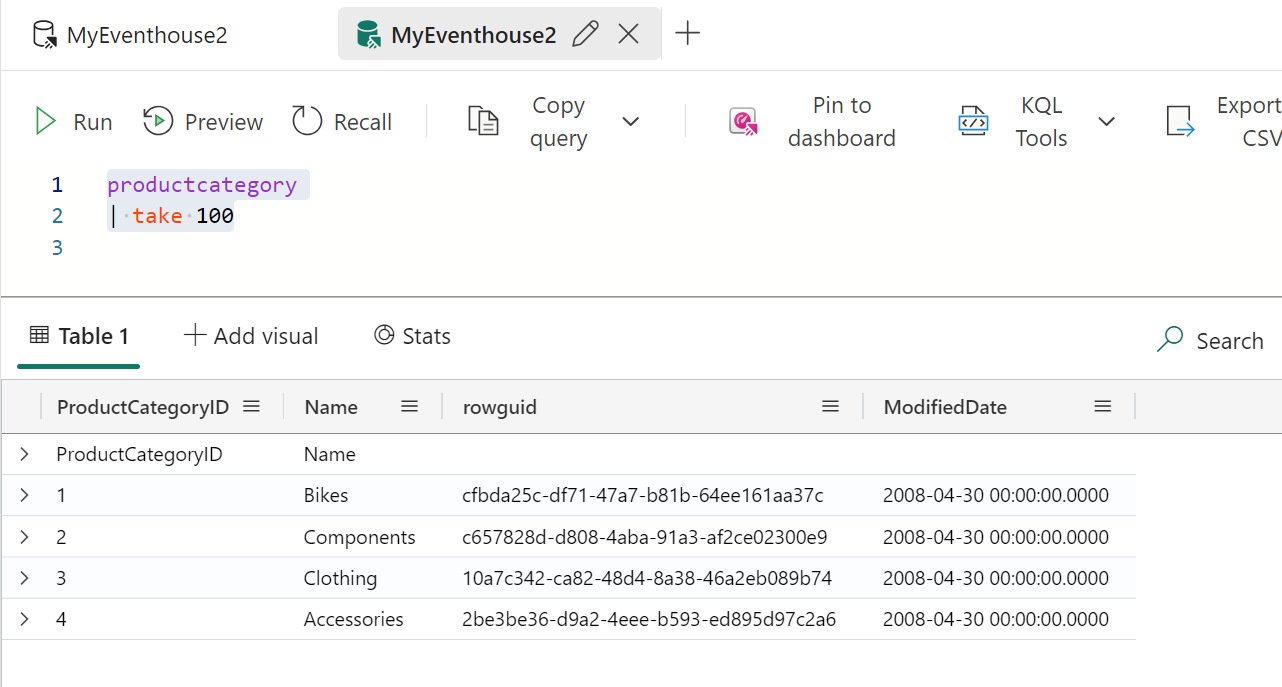 MyEventhouse2 MyEventhouse2
Run Preview Recall Copy query Pin to dashboard KQL Tools Export CSV
1 productcategory
2 | take 100
3
Table 1 Add visual Stats Search
ProductCategoryID Name rowguid ModifiedDate
ProductCategoryID Name
1 Bikes cfbda25c-df71-47a7-b81b-64ee161aa37c 2008-04-30 00:00:00.0000
2 Components c657828d-d808-4aba-91a3-af2ce02300e9 2008-04-30 00:00:00.0000
3 Clothing 10a7c342-ca82-48d4-8a38-46a2eb089b74 2008-04-30 00:00:00.0000
4 Accessories 2be3be36-d9a2-4eee-b593-ed895d97c2a6 2008-04-30 00:00:00.0000